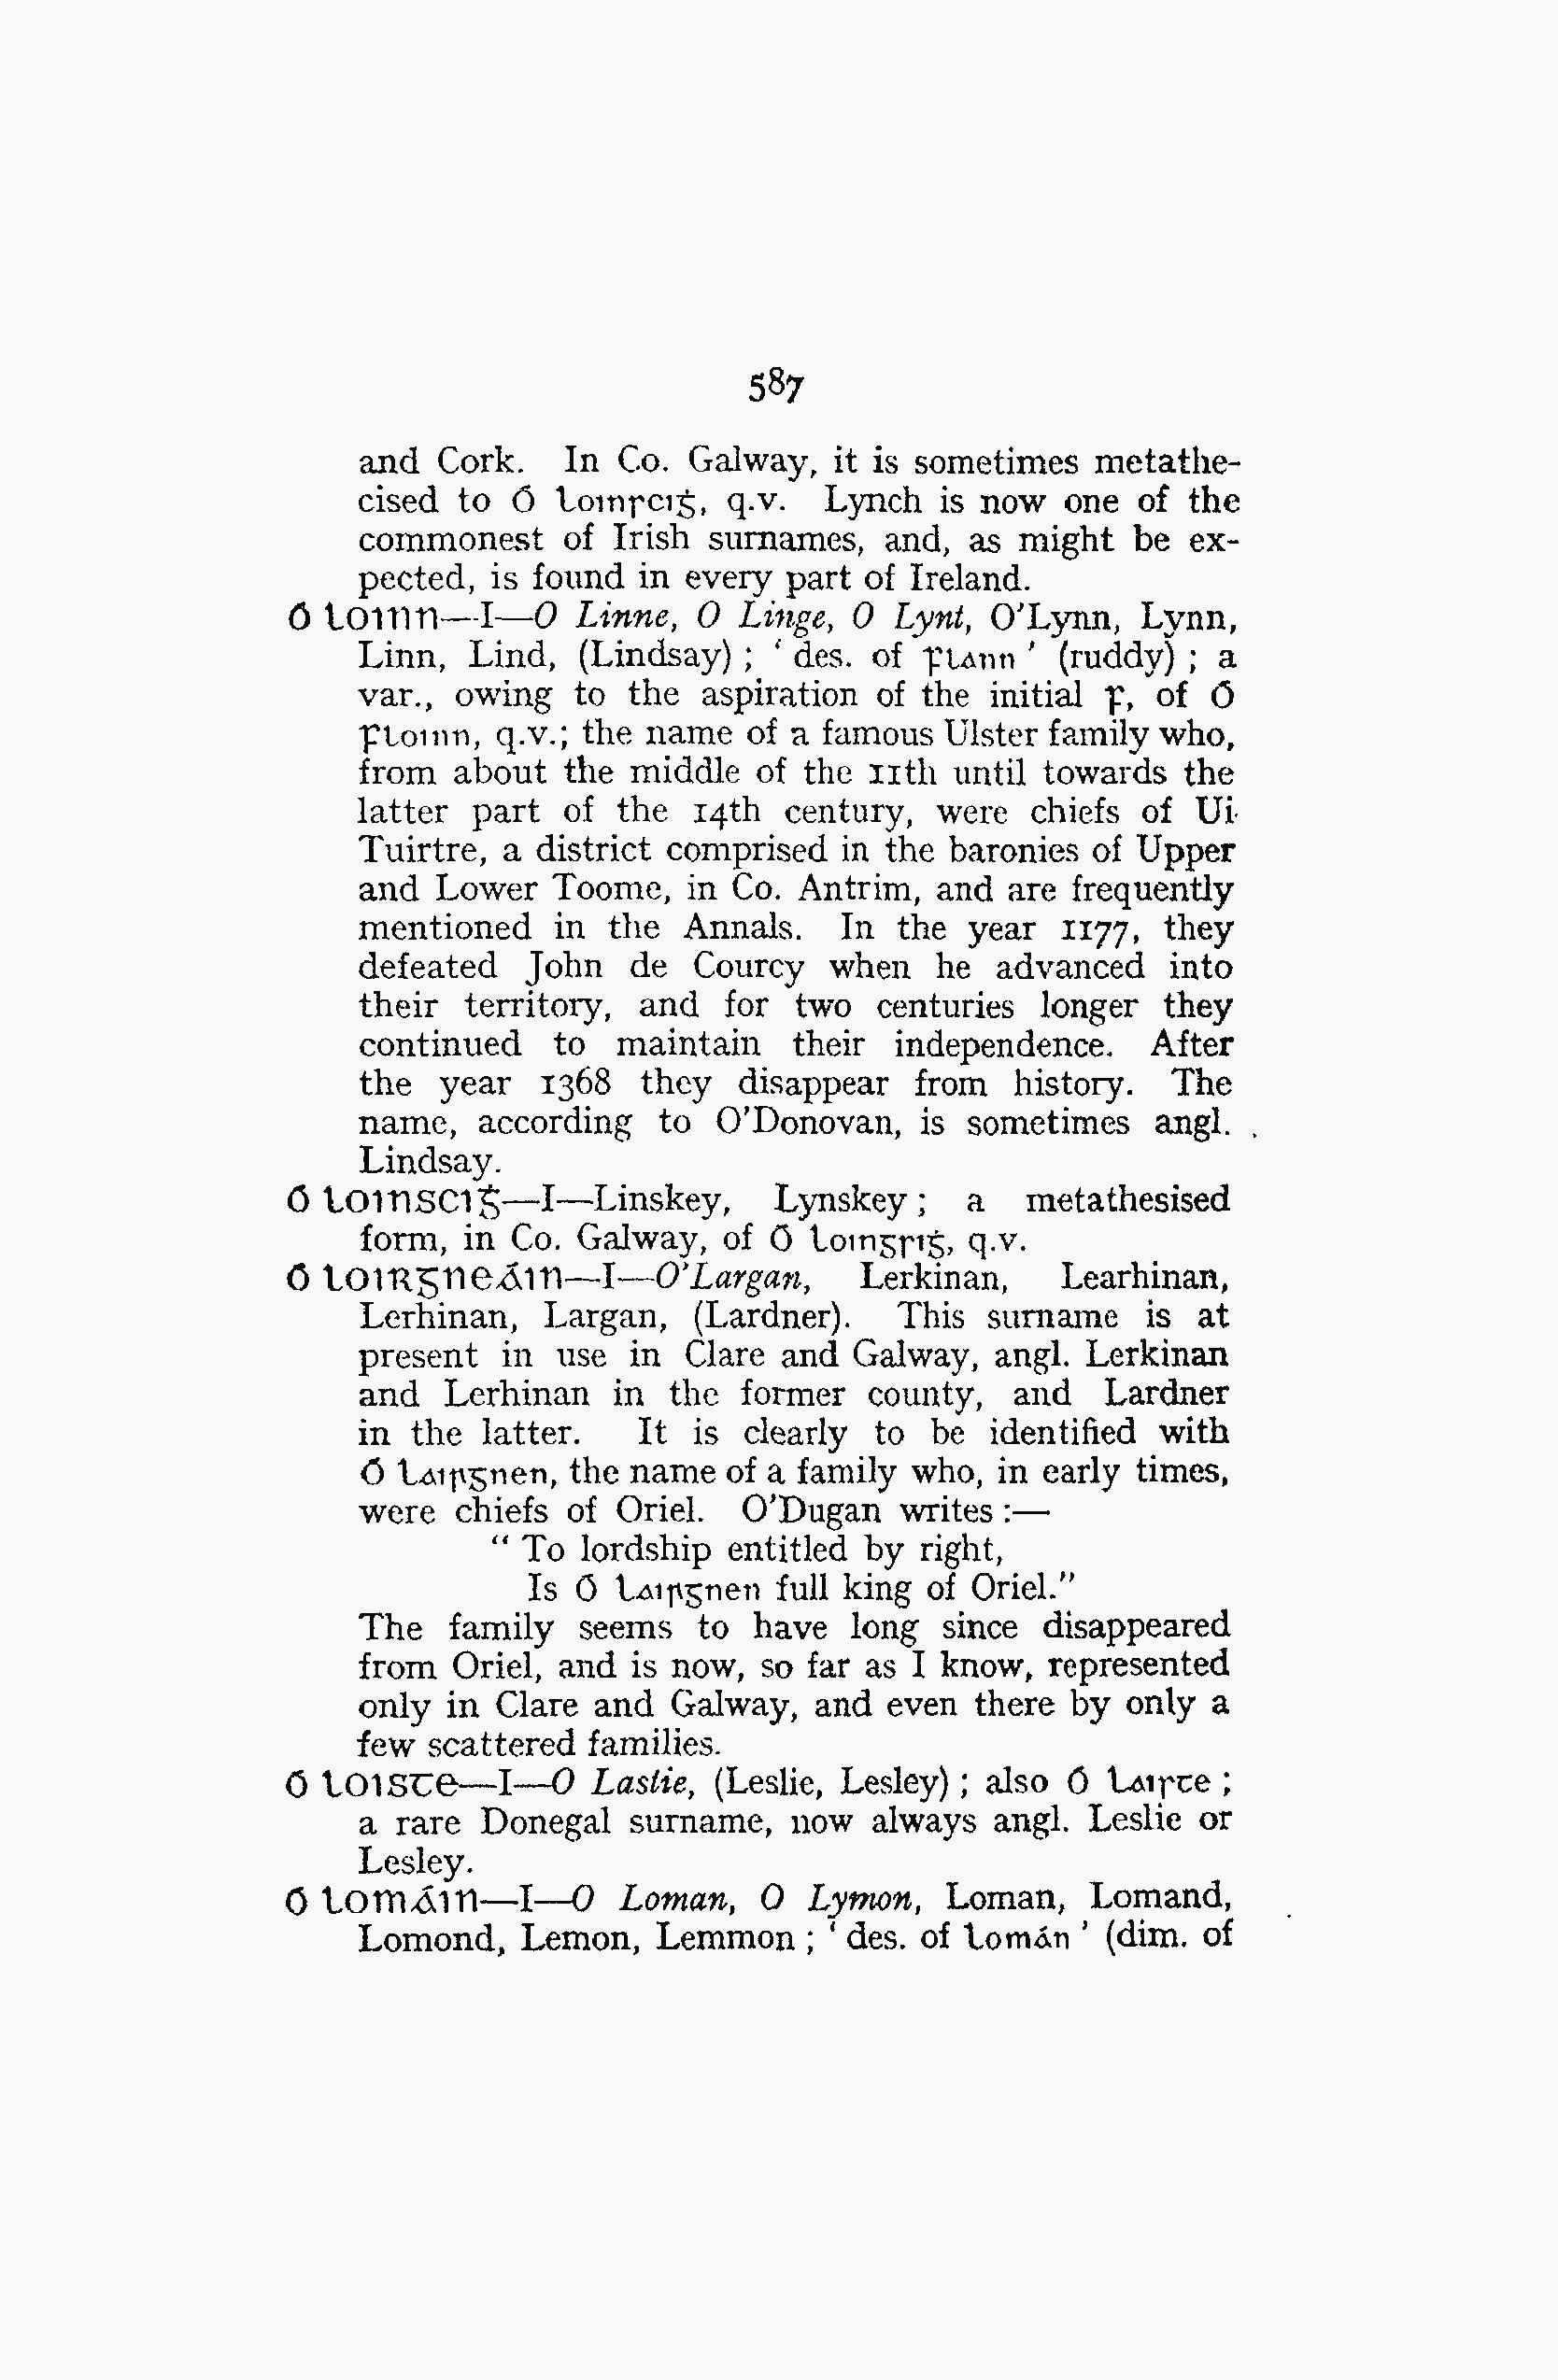 587
and Cork. In Co. Galway, it is sometimes metathe-
cised to Ó Loinsciġ, q.v. Lynch is now one of the
commonest of Irish surnames, and, as might be ex-
pected, is found in every part of Ireland.
Ó LOINN—I—O Linne, O Linge, O Lynt, O'Lynn, Lynn,
Linn, Lind, (Lindsay) ; ' des. of Flann ' (ruddy) ; a
var., owing to the aspiration of the initial F, of Ó
Floinn, q.v.; the name of a famous Ulster family who,
from about the middle of the 11th until towards the
latter part of the 14th century, were chiefs of Ui
Tuirtre, a district comprised in the baronies of Upper
and Lower Toome, in Co. Antrim, and are frequently
mentioned in the Annals. In the year 1177, they
defeated John de Courcy when he advanced into
their territory, and for two centuries longer they
continued to maintain their independence. After
the year 1368 they disappear from history. The
name, according to O'Donovan, is sometimes angl.
Lindsay.
Ó LOINSCIĠ—I—Linskey, Lynskey ; a metathesised
form, in Co. Galway, of Ó Loingsiġ, q.v.
Ó LOIRGNEÁIN—I—O'Largan, Lerkinan, Learhinan,
Lerhinan, Largan, (Lardner). This surname is at
present in use in Clare and Galway, angl. Lerkinan
and Lerhinan in the former county, and Lardner
in the latter. It is clearly to be identified with
Ó Lairgnen, the name of a family who, in early times,
were chiefs of Oriel. O'Dugan writes :—
" To lordship entitled by right,
Is Ó Lairgnen full king of Oriel."
The family seems to have long since disappeared
from Oriel, and is now, so far as I know, represented
only in Clare and Galway, and even there by only a
few scattered families.
Ó LOISTE—I—O Lastie, (Leslie, Lesley) ; also Ó Laiste ;
a rare Donegal surname, now always angl. Leslie or
Lesley.
Ó LOMÁIN—I—O Loman, O Lymon, Loman, Lomand,
Lomond, Lemon, Lemmon ; ' des. of Lomán ' (dim. of